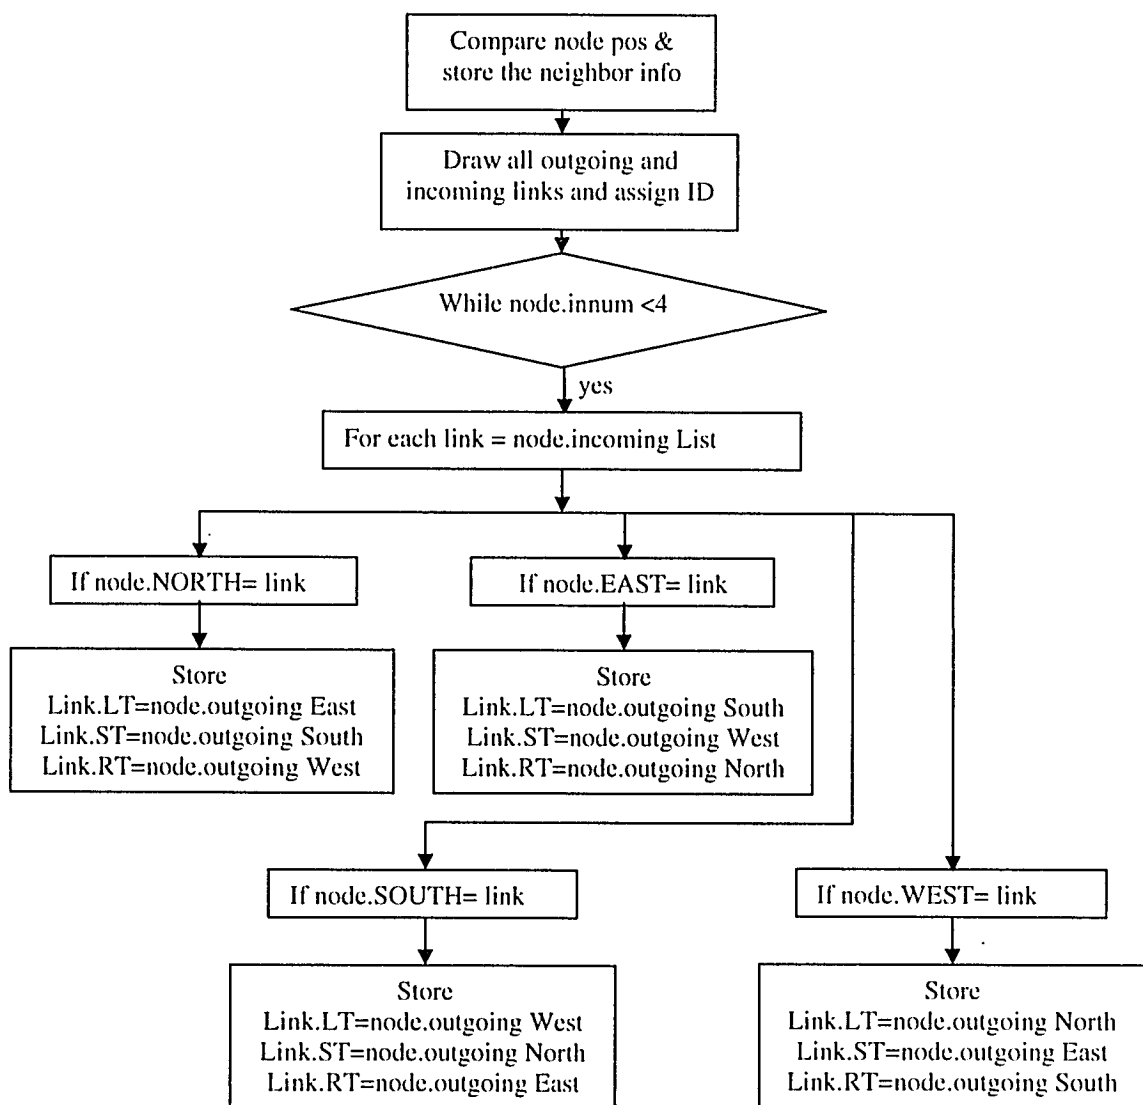 Compare node pos &
store the neighbor info
Draw all outgoing and
incoming links and assign ID
While node.innum <4
yes
For each link = node.incoming List
If node.NORTH= link
If node.EAST= link
Store
Link.LT=node.outgoing East
Link.ST=node.outgoing South
Link.RT=node.outgoing West
Store
Link.LT=node.outgoing South
Link.ST=node.outgoing West
Link.RT=node.outgoing North
If node.SOUTH= link
If node.WEST= link
Store
Link.LT=node.outgoing West
Link.ST=node.outgoing North
Link.RT=node.outgoing East
Store
Link.LT=node.outgoing North
Link.ST=node.outgoing East
Link.RT=node.outgoing South